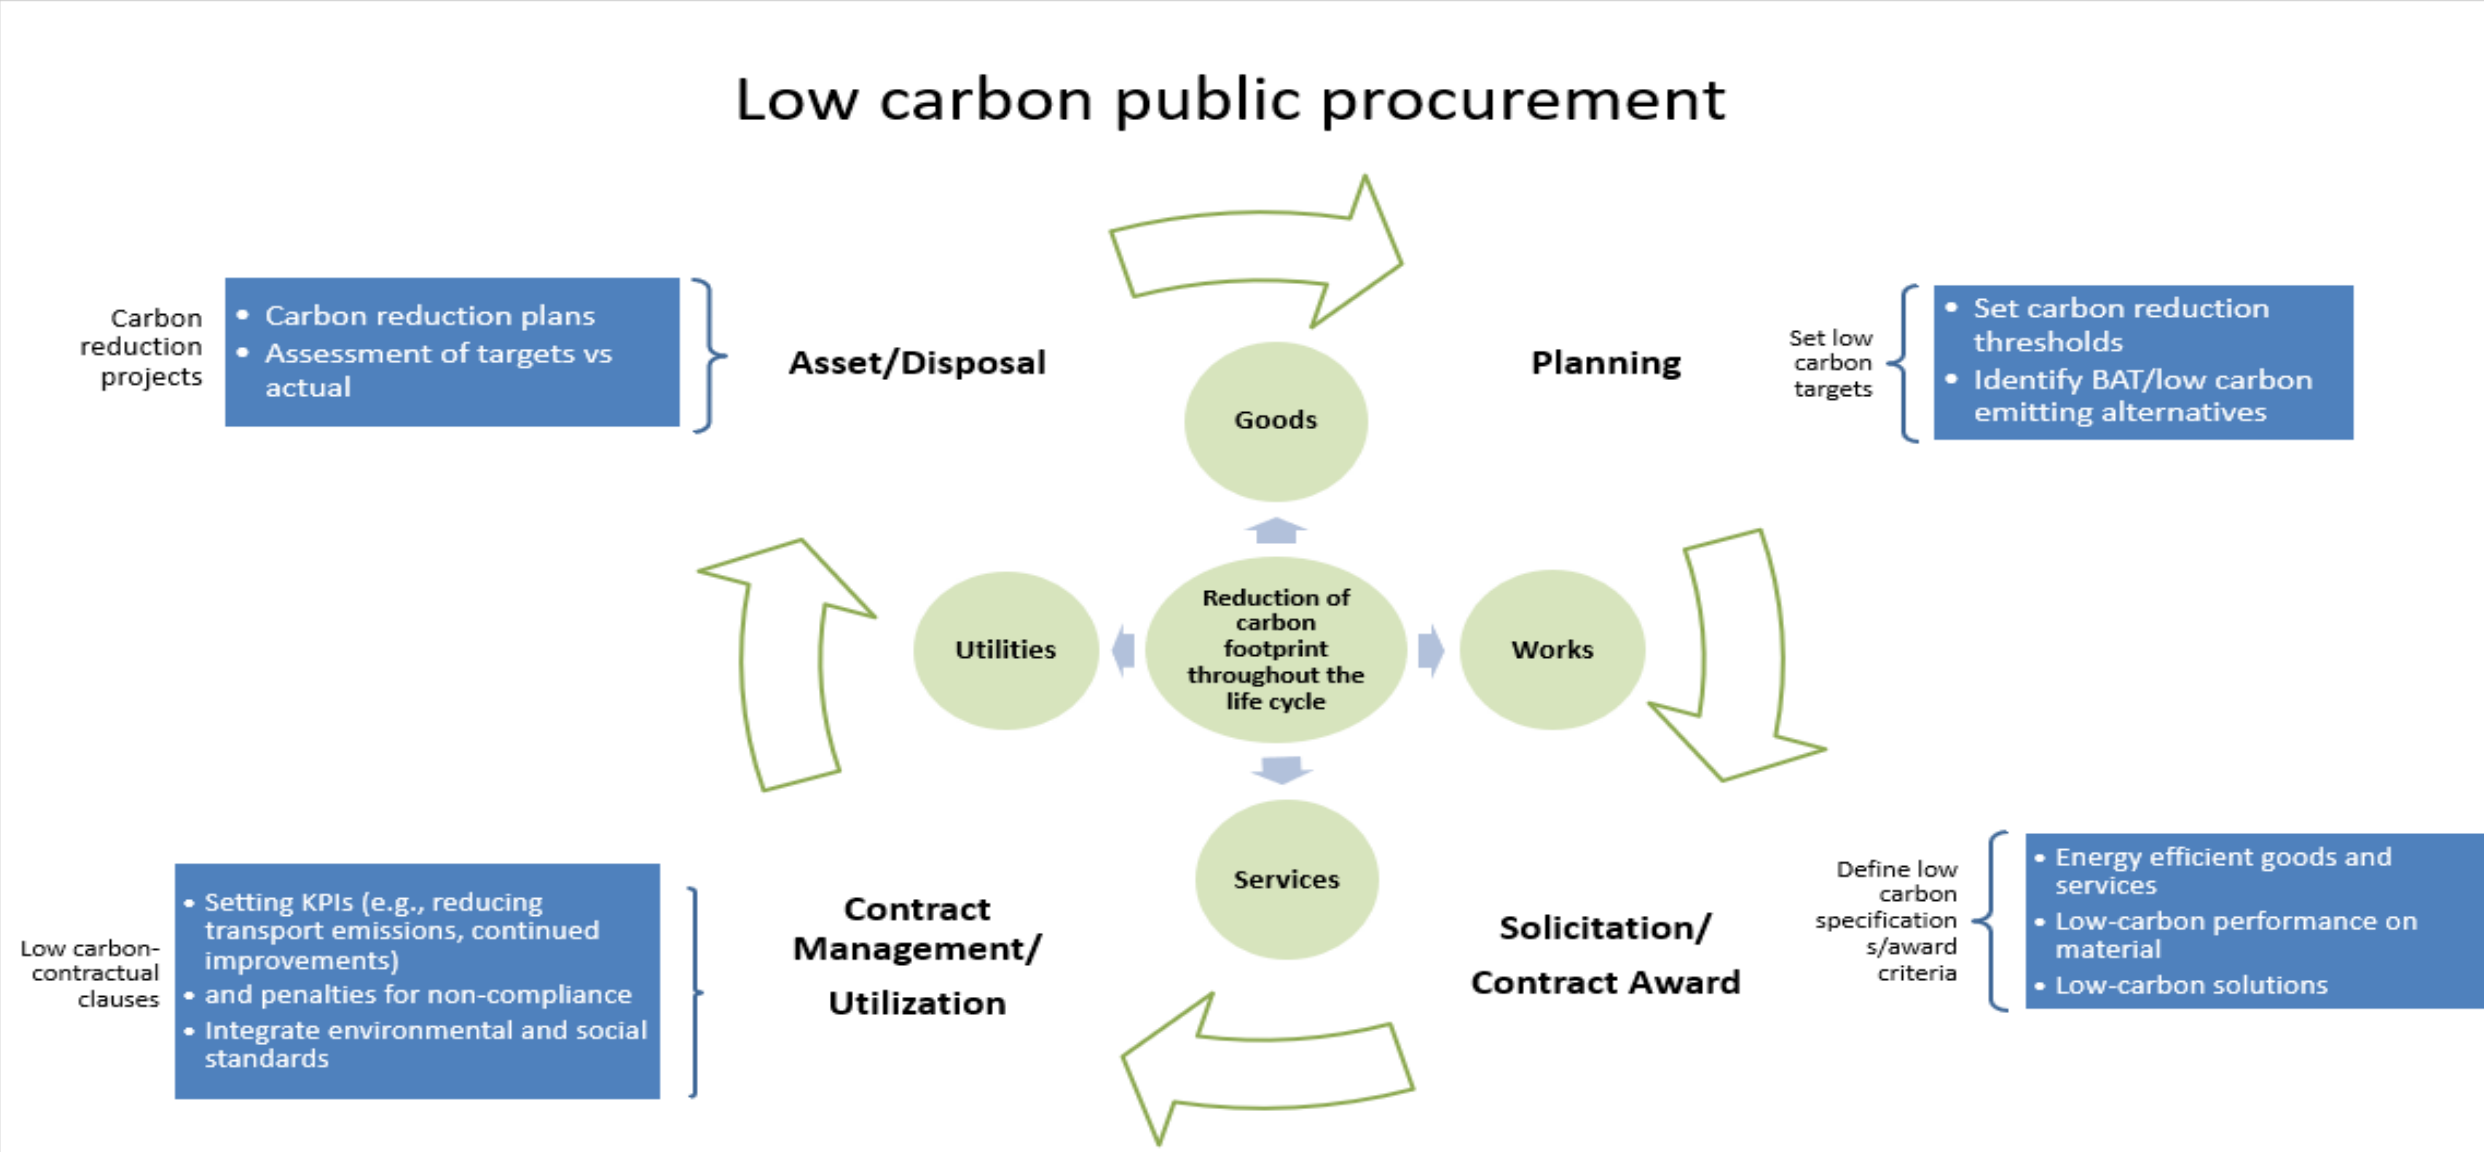 Low carbon public procurement
Carbon
reduction
projects
• Carbon reduction plans
• Assessment of targets vs
actual
Asset/Disposal
Goods
Planning
Set low
carbon
targets
• Set carbon reduction
thresholds
• Identify BAT/low carbon
emitting alternatives
Utilities
Reduction of
carbon
footprint
throughout the
life cycle
Works
Services
Low carbon-
contractual
clauses
• Setting KPIs (e.g., reducing
transport emissions, continued
improvements)
• and penalties for non-compliance
• Integrate environmental and social
standards
Contract
Management/
Utilization
Solicitation/
Contract Award
Define low
carbon
specification
s/award
criteria
• Energy efficient goods and
services
• Low-carbon performance on
material
• Low-carbon solutions